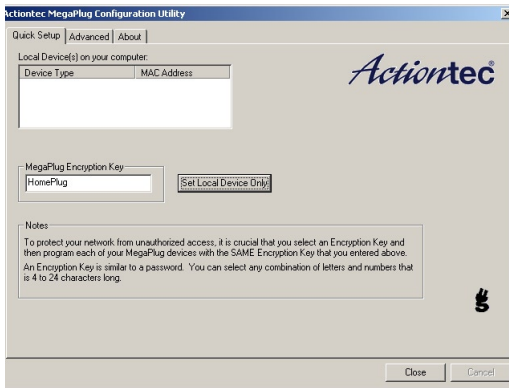 Actiontec MegaPlug Configuration Utility
Quick Setup Advanced About
Local Device(s) on your computer:
Device Type MAC Address
Actiontec®
MegaPlug Encryption Key
HomePlug
Set Local Device Only
Notes
To protect your network from unauthorized access, it is crucial that you select an Encryption Key and
then program each of your MegaPlug devices with the SAME Encryption Key that you entered above.
An Encryption Key is similar to a password. You can select any combination of letters and numbers that
is 4 to 24 characters long.
Close Cancel